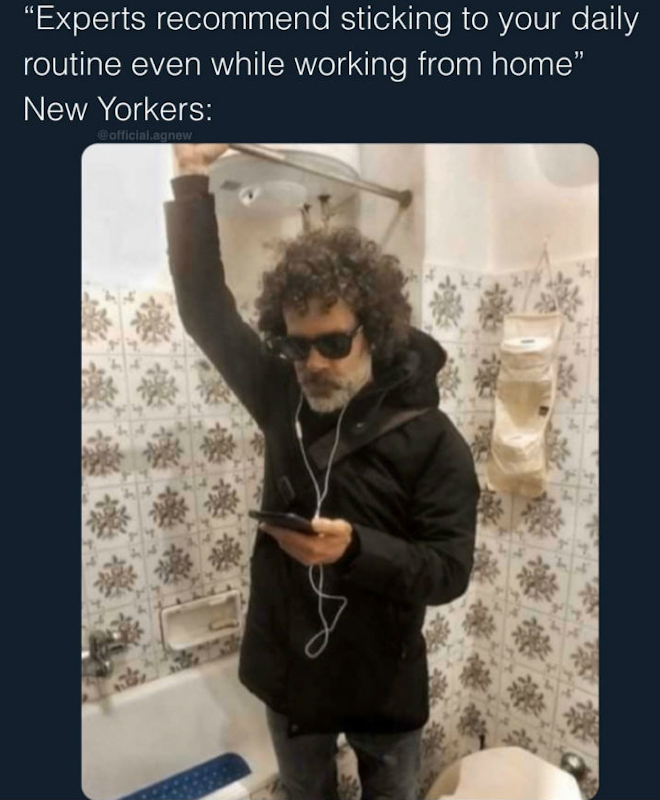 “Experts recommend sticking to your daily
routine even while working from home”
New Yorkers:
@official.agnew